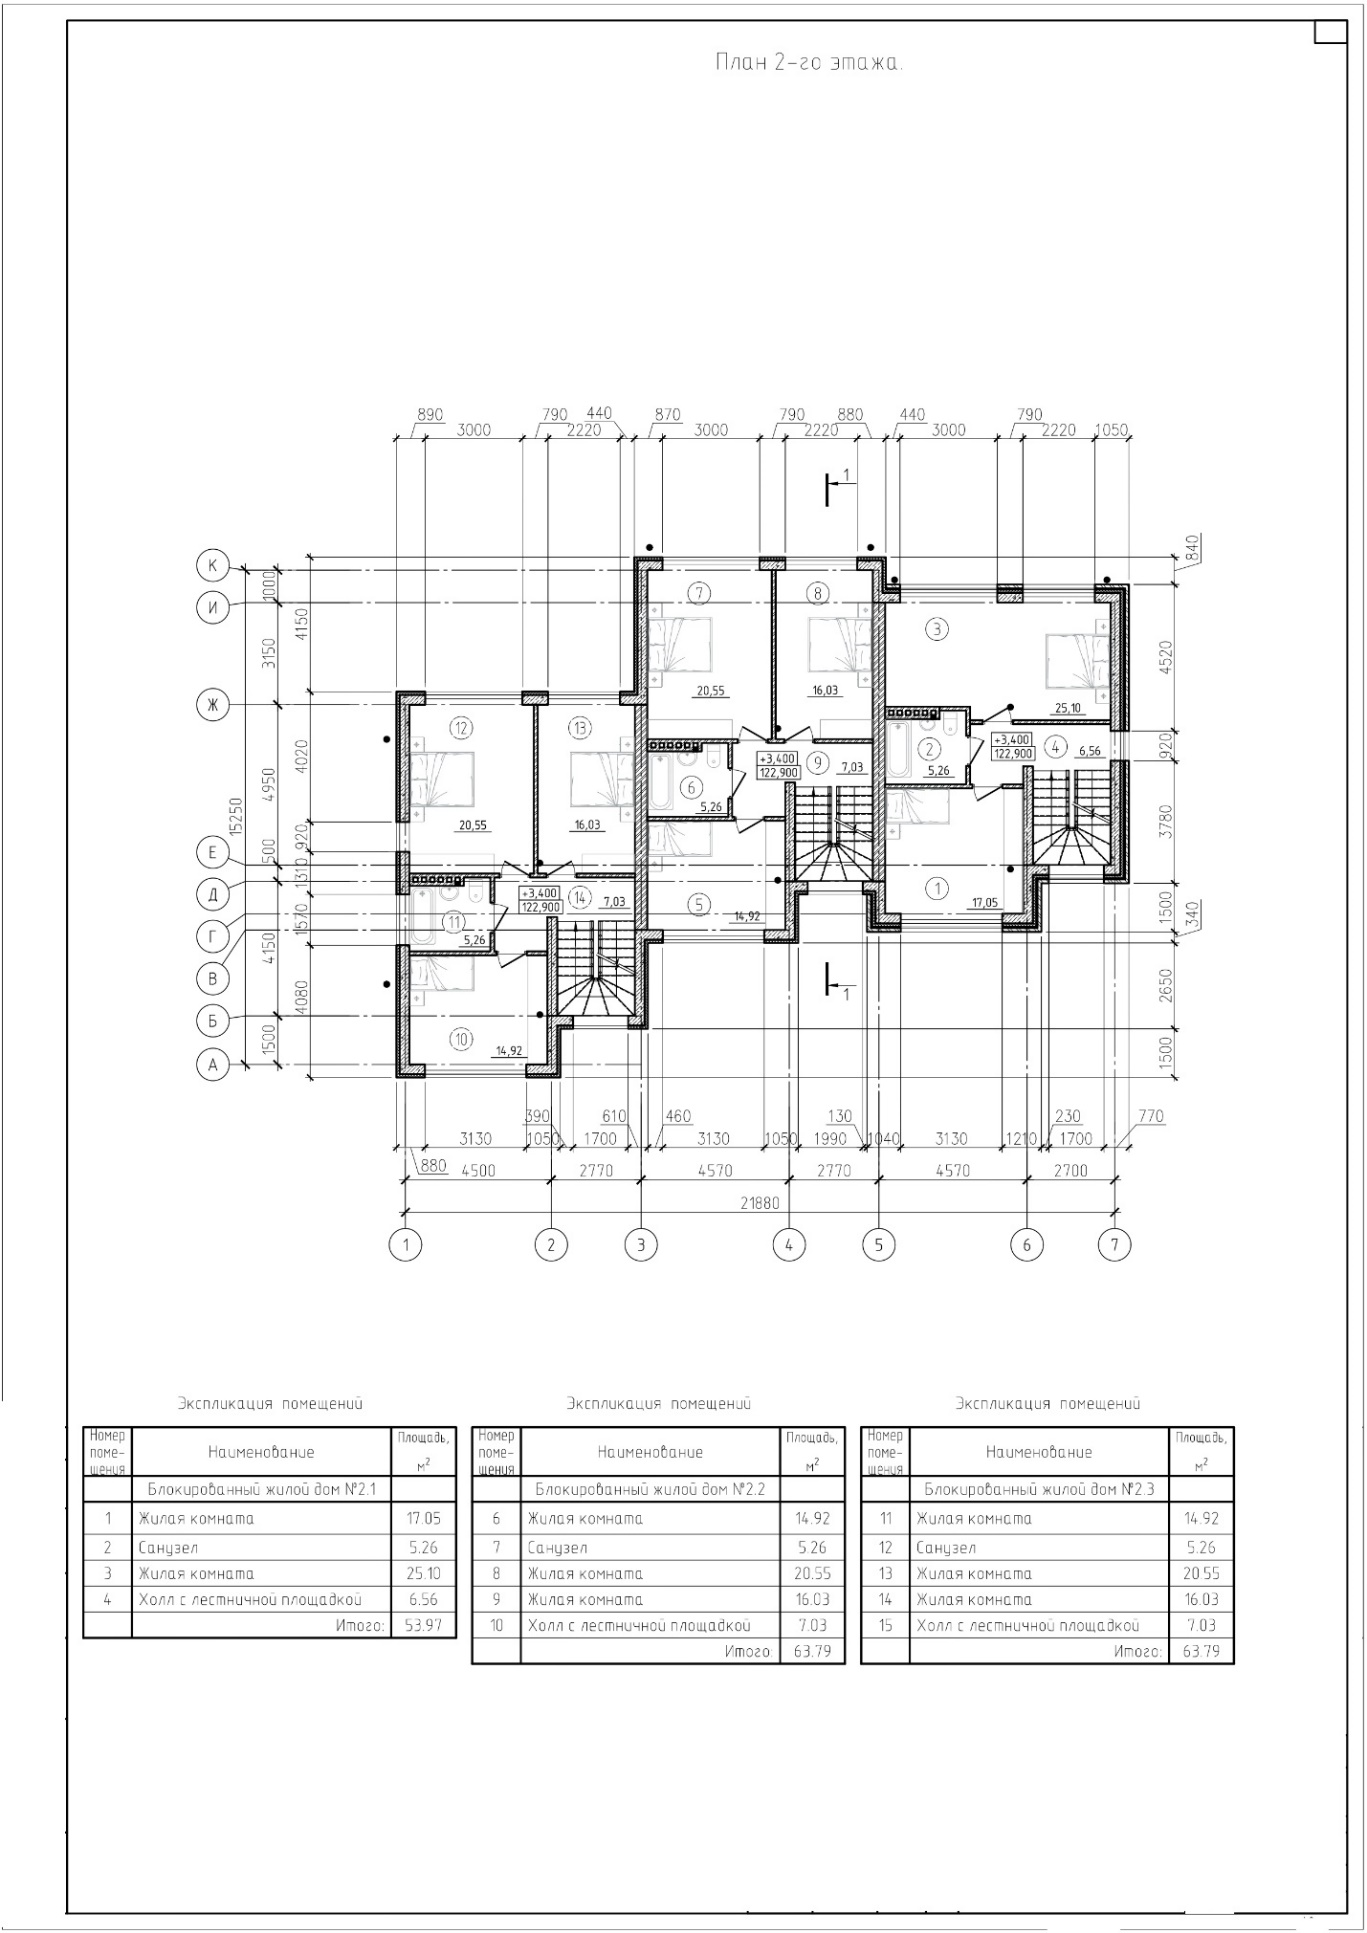 План 2-го этажа.
890 790 440 870 790 880 440 790
3000 2220 3000 2220 3000 2220 1050
1
К
И
Ж
Е
Д
Г
В
Б
А
1000
3150
4950
500
4150
1500
15250
4150
4020
920
1310
1570
4080
840
4520
920
3780
1500
340
2650
1500
7 8
20,55 16,03
3
25,10
12 13
20,55 16,03
+3,400
122,900
9
7,03
6
5,26
2
5,26
+3,400
122,900
4
6,56
5
14,92
1
17,05
11
5,26
+3,400
122,900
14
7,03
10
14,92
1
390 610 460 130 230 770
3130 1050 1700 3130 1050 1990 1040 3130 1210 1700
880
4500 2770 4570 2770 4570 2700
21880
1 2 3 4 5 6 7
Экспликация помещений
Номер поме-щения Наименование Площадь, м²
Блокированный жилой дом №2.1
1 Жилая комната 17.05
2 Санузел 5.26
3 Жилая комната 25.10
4 Холл с лестничной площадкой 6.56
Итого: 53.97
Экспликация помещений
Номер поме-щения Наименование Площадь, м²
Блокированный жилой дом №2.2
6 Жилая комната 14.92
7 Санузел 5.26
8 Жилая комната 20.55
9 Жилая комната 16.03
10 Холл с лестничной площадкой 7.03
Итого: 63.79
Экспликация помещений
Номер поме-щения Наименование Площадь, м²
Блокированный жилой дом №2.3
11 Жилая комната 14.92
12 Санузел 5.26
13 Жилая комната 20.55
14 Жилая комната 16.03
15 Холл с лестничной площадкой 7.03
Итого: 63.79